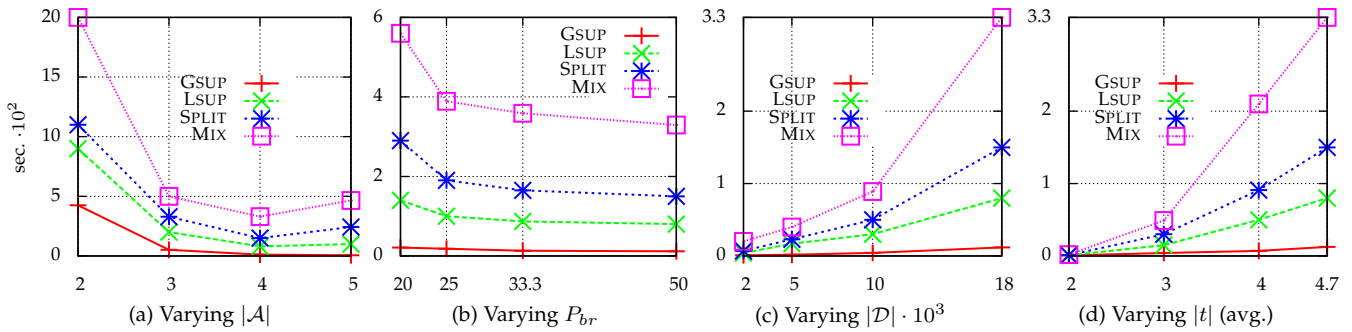 sec. ·10²
20
15
10
5
0
GSUP
LSUP
SPLIT
MIX
2 3 4 5
(a) Varying |𝒜|
6
4
2
0
GSUP
LSUP
SPLIT
MIX
20 25 33.3 50
(b) Varying P_br
3.3
2
1
0
GSUP
LSUP
SPLIT
MIX
2 5 10 18
(c) Varying |𝒟| · 10³
3.3
2
1
0
GSUP
LSUP
SPLIT
MIX
2 3 4 4.7
(d) Varying |t| (avg.)